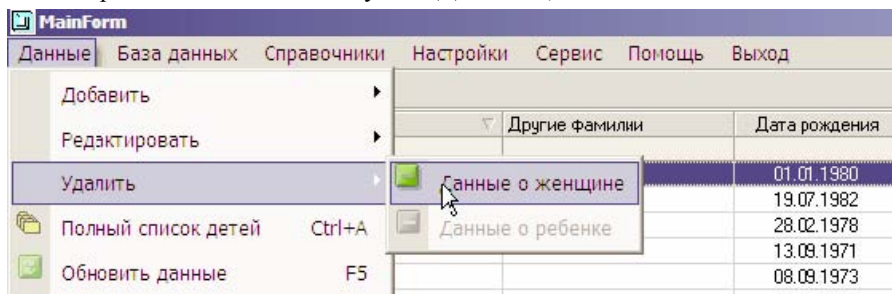 MainForm
Данные База данных Справочники Настройки Сервис Помощь Выход
Добавить
Другие фамилии Дата рождения
Редактировать
Удалить Данные о женщине 01.01.1980
19.07.1982
Полный список детей Ctrl+A Данные о ребенке 28.02.1978
13.09.1971
Обновить данные F5 08.09.1973